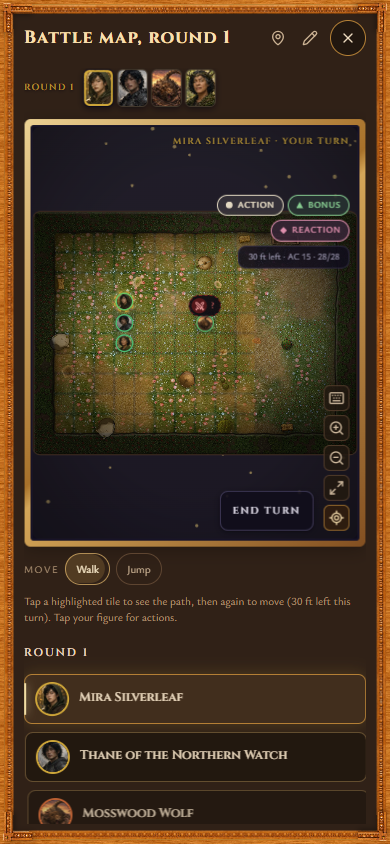 Battle map, round 1
ROUND 1
MIRA SILVERLEAF · YOUR TURN
ACTION
BONUS
REACTION
30 ft left · AC 15 · 28/28
END TURN
MOVE
Walk
Jump
Tap a highlighted tile to see the path, then again to move (30 ft left this
turn). Tap your figure for actions.
ROUND 1
Mira Silverleaf
Thane of the Northern Watch
Mosswood Wolf